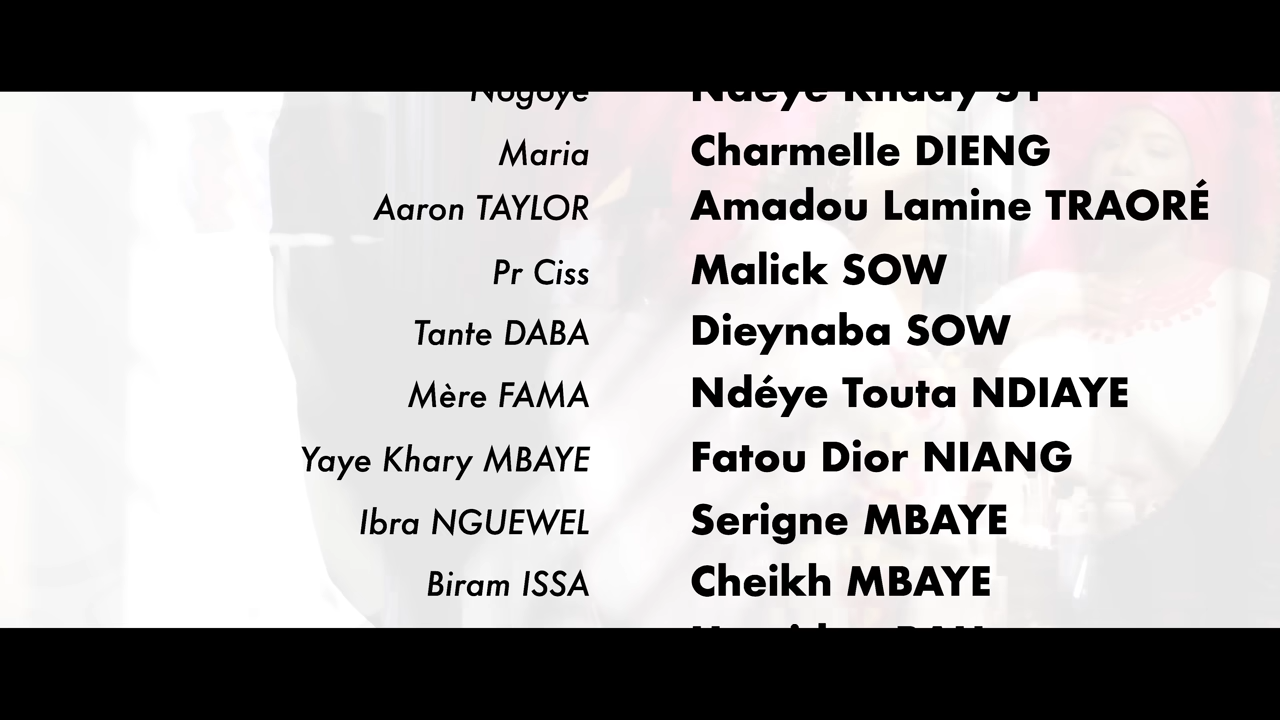 Maria Charmelle DIENG
Aaron TAYLOR Amadou Lamine TRAORÉ
Pr Ciss Malick SOW
Tante DABA Dieynaba SOW
Mère FAMA Ndéye Touta NDIAYE
Yaye Khary MBAYE Fatou Dior NIANG
Ibra NGUEWEL Serigne MBAYE
Biram ISSA Cheikh MBAYE